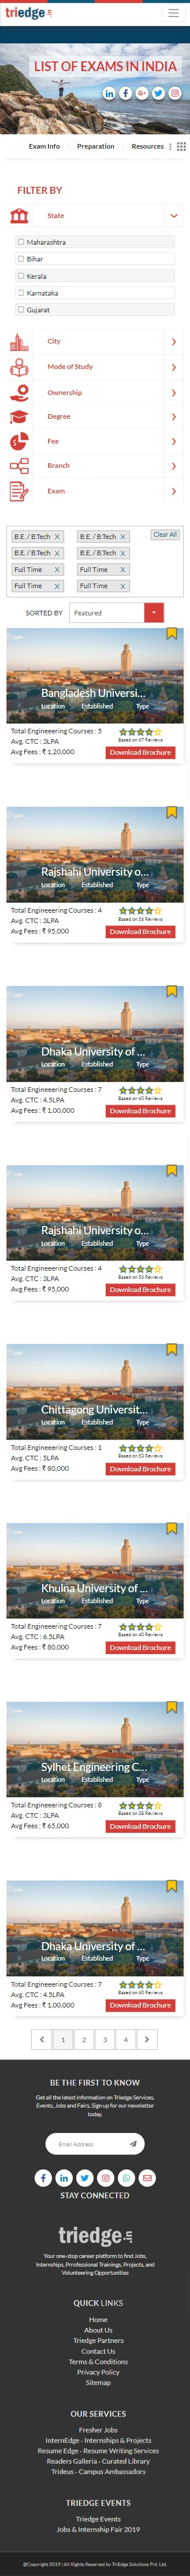 triedge.in
LIST OF EXAMS IN INDIA
Exam Info
Preparation
Resources
FILTER BY
State
Maharashtra
Bihar
Kerala
Karnataka
Gujarat
City
Mode of Study
Ownership
Degree
Fee
Branch
Exam
B.E. / B.Tech X B.E. / B.Tech X Clear All
B.E. / B.Tech X B.E. / B.Tech X
Full Time X Full Time X
Full Time X Full Time X
SORTED BY Featured
Bangladesh Universi...
Location Established Type
Total Engineeering Courses : 5
Avg. CTC : 3LPA Based on 67 Reviews
Avg Fees : ₹ 1,20,000 Download Brochure
Rajshahi University o...
Location Established Type
Total Engineeering Courses : 4
Avg. CTC : 3LPA Based on 56 Reviews
Avg Fees : ₹ 95,000 Download Brochure
Dhaka University of ...
Location Established Type
Total Engineeering Courses : 7
Avg. CTC : 4.5LPA Based on 60 Reviews
Avg Fees : ₹ 1,00,000 Download Brochure
Rajshahi University o...
Location Established Type
Total Engineeering Courses : 4
Avg. CTC : 3LPA Based on 56 Reviews
Avg Fees : ₹ 95,000 Download Brochure
Chittagong Universit...
Location Established Type
Total Engineeering Courses : 1
Avg. CTC : 5LPA Based on 53 Reviews
Avg Fees : ₹ 80,000 Download Brochure
Khulna University of ...
Location Established Type
Total Engineeering Courses : 7
Avg. CTC : 6.5LPA Based on 40 Reviews
Avg Fees : ₹ 80,000 Download Brochure
Sylhet Engineering C...
Location Established Type
Total Engineeering Courses : 8
Avg. CTC : 3LPA Based on 38 Reviews
Avg Fees : ₹ 65,000 Download Brochure
Dhaka University of ...
Location Established Type
Total Engineeering Courses : 7
Avg. CTC : 4.5LPA Based on 60 Reviews
Avg Fees : ₹ 1,00,000 Download Brochure
1 2 3 4
BE THE FIRST TO KNOW
Get all the latest information on Triedge Services,
Events, Jobs and Fairs, Sign up for our newsletter
today.
Email Address
STAY CONNECTED
triedge.in
Your one-stop career platform to find Jobs,
Internships, Professional Trainings, Projects, and
Volunteering Opportunities
QUICK LINKS
Home
About Us
Triedge Partners
Contact Us
Terms & Conditions
Privacy Policy
Sitemap
OUR SERVICES
Fresher Jobs
InternEdge - Internships & Projects
Resume Edge - Resume Writing Services
Readers Galleria - Curated Library
Trideus - Campus Ambassadors
TRIEDGE EVENTS
Triedge Events
Jobs & Internship Fair 2019
@Copyright 2019 | All Rights Reserved by TriEdge Solutions Pvt. Ltd.